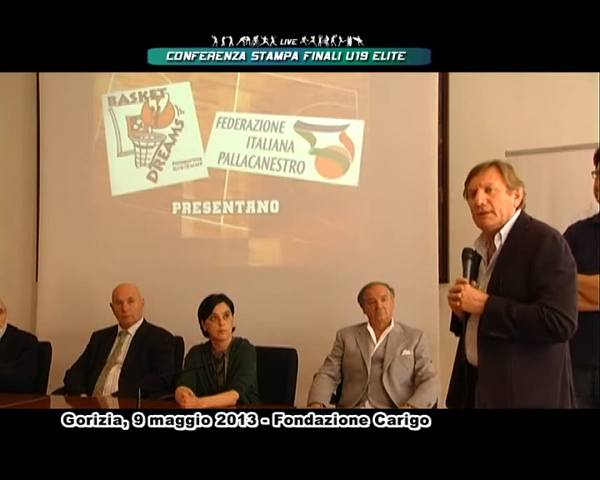 LIVE
CONFERENZA STAMPA FINALI U19 ELITE
BASKET
DREAMS
FEDERAZIONE
ITALIANA
PALLACANESTRO
PRESENTANO
Gorizia, 9 maggio 2013 - Fondazione Carigo